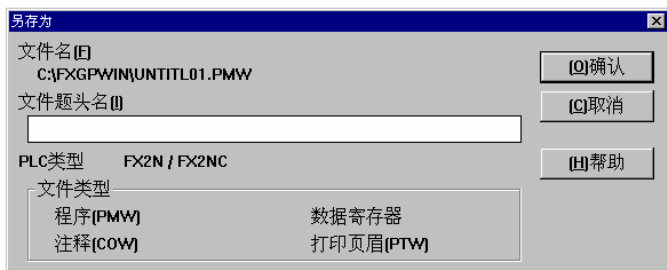 另存为
文件名(F)
C:\FXGPWIN\UNTITL01.PMW
(O)确认
文件题头名(I)
(C)取消
PLC类型 FX2N / FX2NC
(H)帮助
文件类型
程序(PMW) 数据寄存器
注释(COW) 打印页眉(PTW)